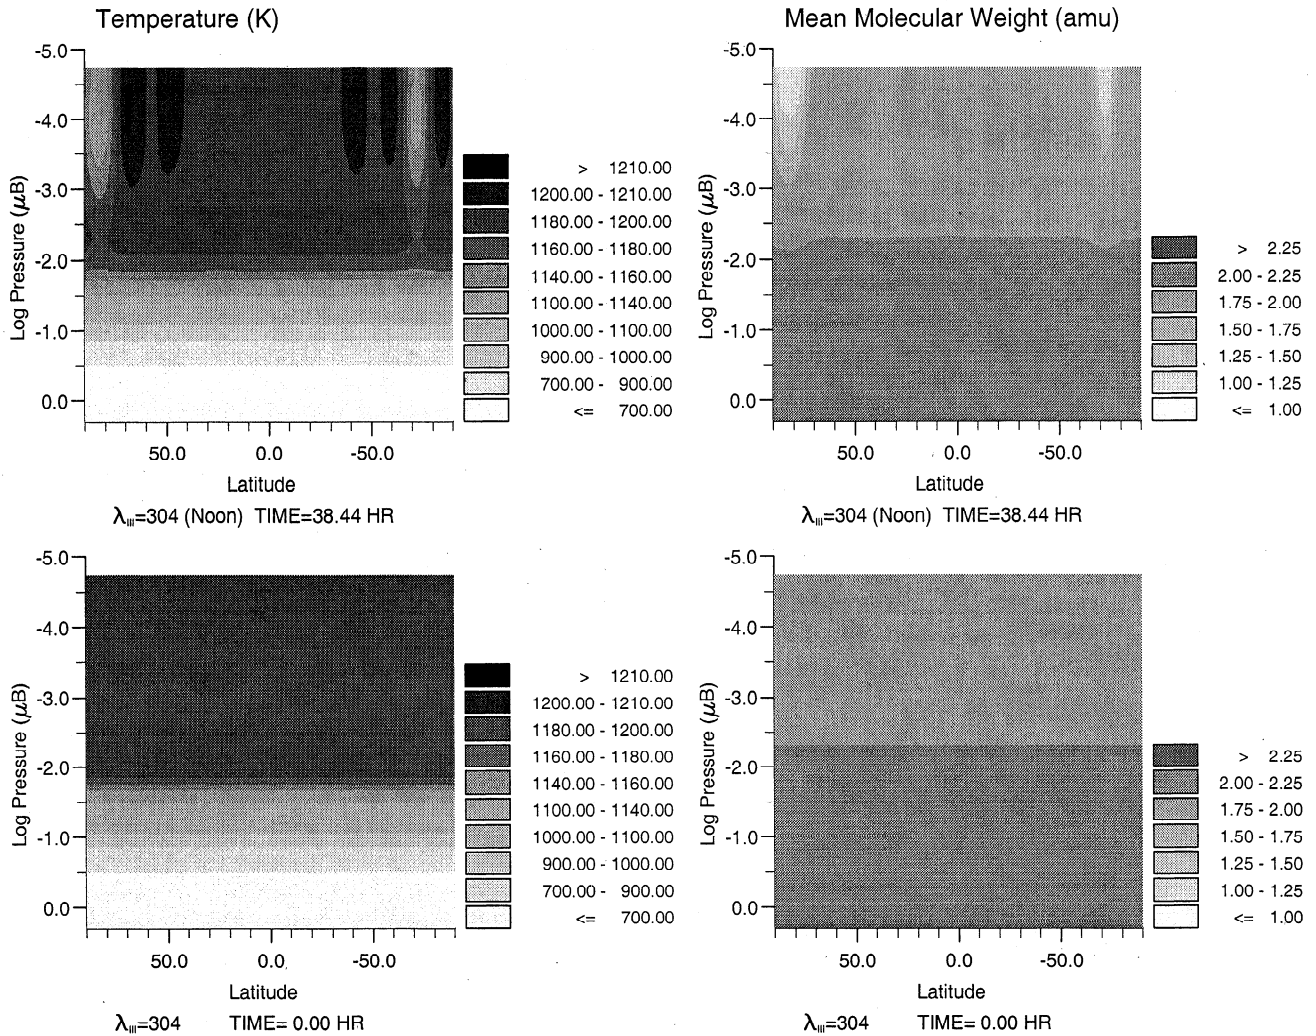 Temperature (K)
-5.0
-4.0
-3.0
-2.0
-1.0
0.0
Log Pressure (μB)
50.0 0.0 -50.0
Latitude
λIII=304 (Noon) TIME=38.44 HR
> 1210.00
1200.00 - 1210.00
1180.00 - 1200.00
1160.00 - 1180.00
1140.00 - 1160.00
1100.00 - 1140.00
1000.00 - 1100.00
900.00 - 1000.00
700.00 - 900.00
<= 700.00
Mean Molecular Weight (amu)
-5.0
-4.0
-3.0
-2.0
-1.0
0.0
Log Pressure (μB)
50.0 0.0 -50.0
Latitude
λIII=304 (Noon) TIME=38.44 HR
> 2.25
2.00 - 2.25
1.75 - 2.00
1.50 - 1.75
1.25 - 1.50
1.00 - 1.25
<= 1.00
-5.0
-4.0
-3.0
-2.0
-1.0
0.0
Log Pressure (μB)
50.0 0.0 -50.0
Latitude
λIII=304 TIME= 0.00 HR
> 1210.00
1200.00 - 1210.00
1180.00 - 1200.00
1160.00 - 1180.00
1140.00 - 1160.00
1100.00 - 1140.00
1000.00 - 1100.00
900.00 - 1000.00
700.00 - 900.00
<= 700.00
-5.0
-4.0
-3.0
-2.0
-1.0
0.0
Log Pressure (μB)
50.0 0.0 -50.0
Latitude
λIII=304 TIME= 0.00 HR
> 2.25
2.00 - 2.25
1.75 - 2.00
1.50 - 1.75
1.25 - 1.50
1.00 - 1.25
<= 1.00